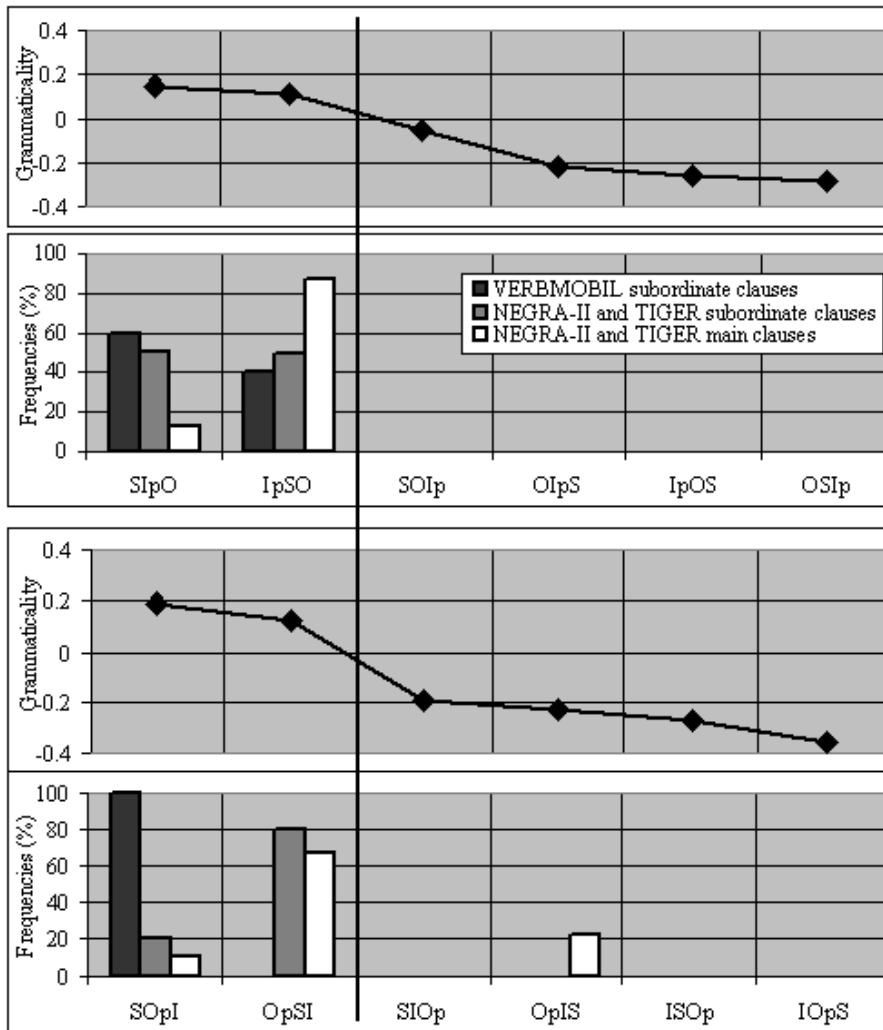 0.4
0.2
0
-0.2
-0.4
Grammaticality
100
80
60
40
20
0
Frequencies (%)
VERBMOBIL subordinate clauses
NEGRA-II and TIGER subordinate clauses
NEGRA-II and TIGER main clauses
SIpO IpSO SOIp OIpS IpOS OSIp
0.4
0.2
0
-0.2
-0.4
Grammaticality
100
80
60
40
20
0
Frequencies (%)
SOpI OpSI SIOp OpIS ISOp IOpS